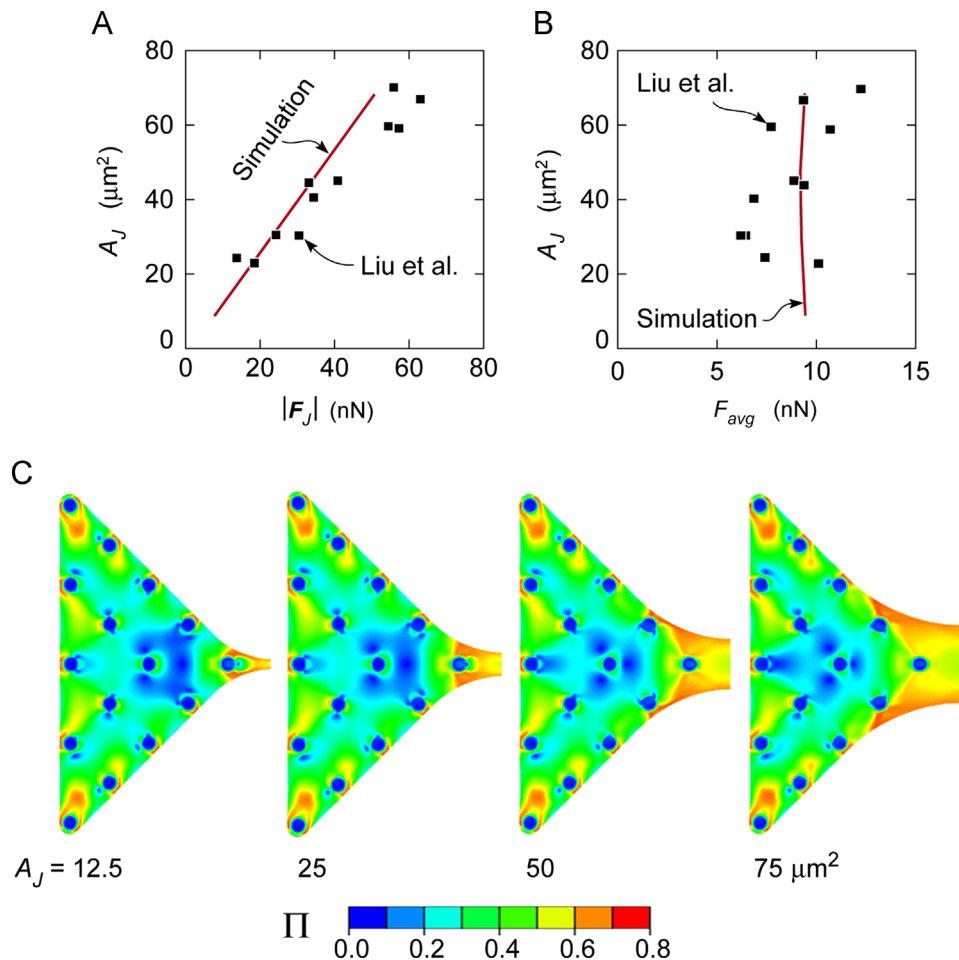 A
80
60
40
20
0
A_J (μm²)
0 20 40 60 80
|F_J| (nN)
Simulation
Liu et al.
B
80
60
40
20
0
A_J (μm²)
0 5 10 15
F_avg (nN)
Liu et al.
Simulation
C
A_J = 12.5 25 50 75 μm²
Π
0.0 0.2 0.4 0.6 0.8